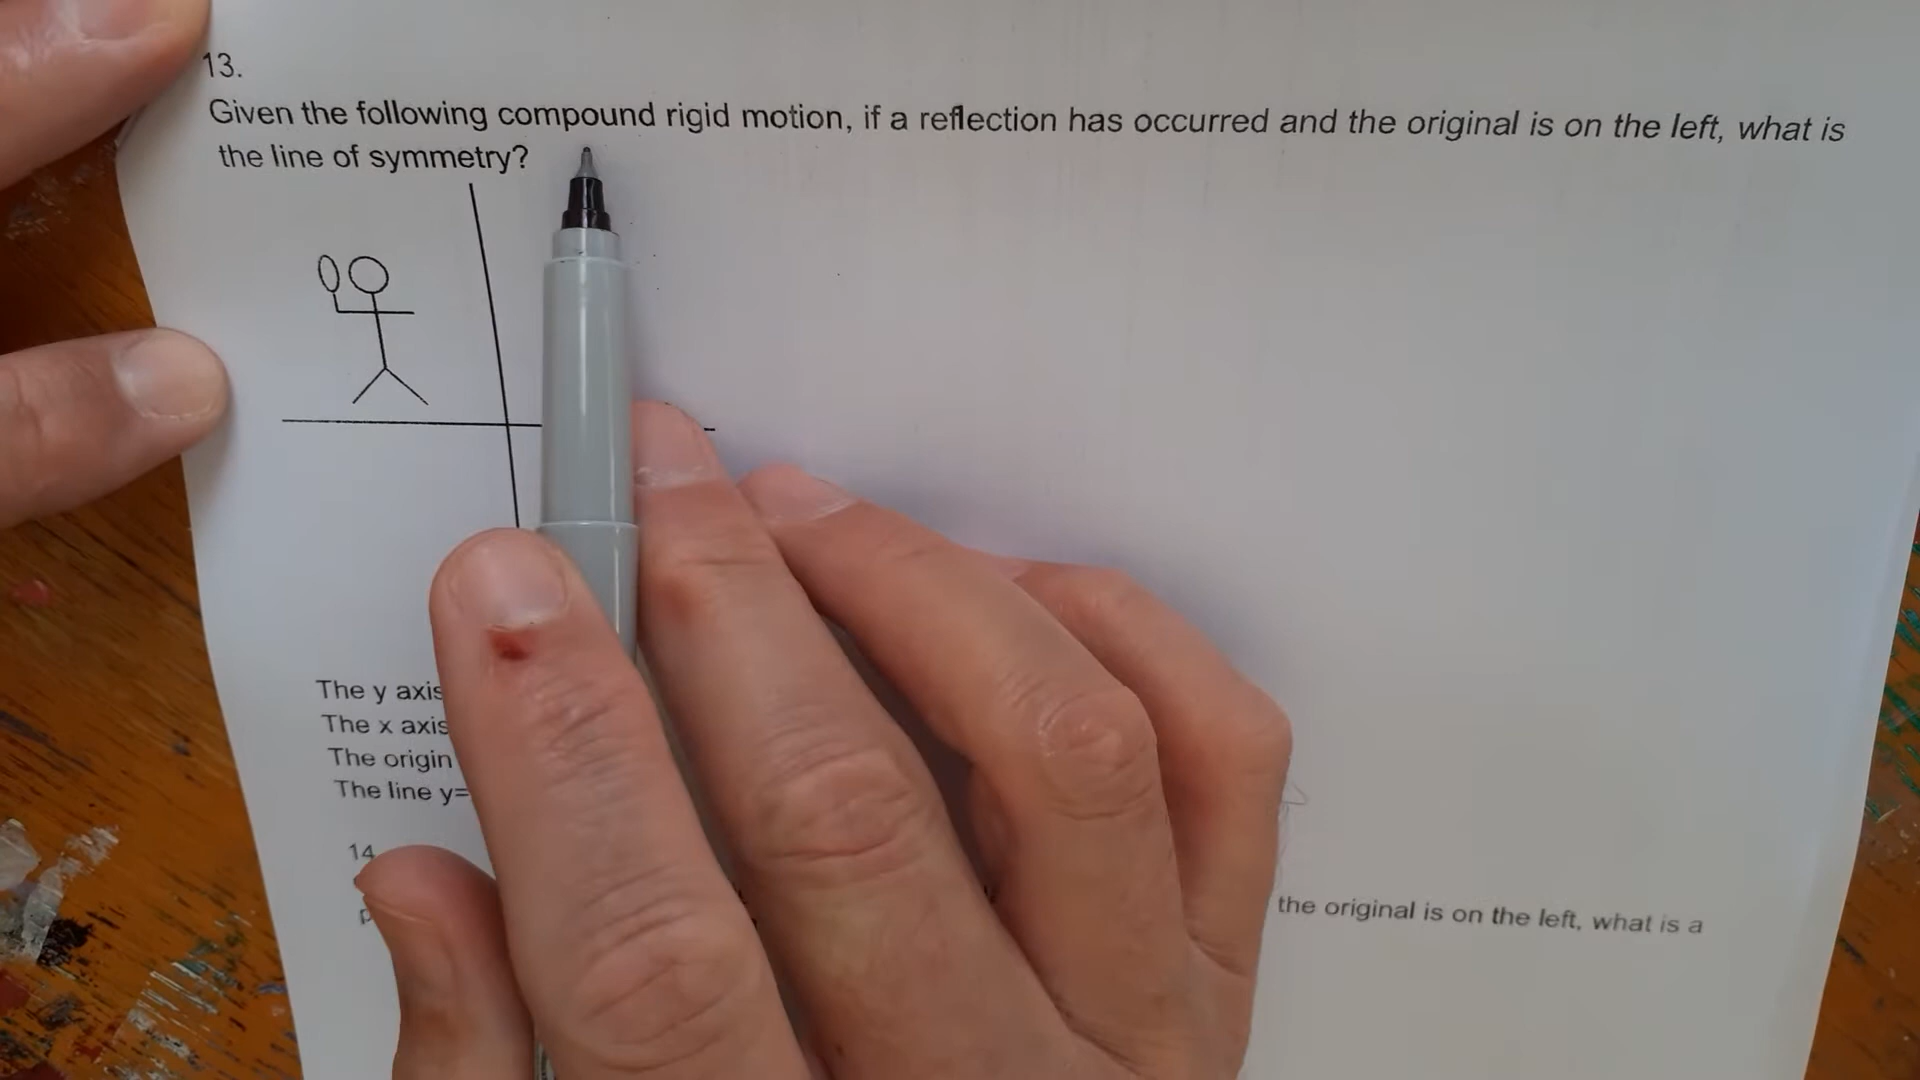 13.
Given the following compound rigid motion, if a reflection has occurred and the original is on the left, what is
the line of symmetry?
The y axis
The x axis
The origin
The line y=
14
the original is on the left, what is a